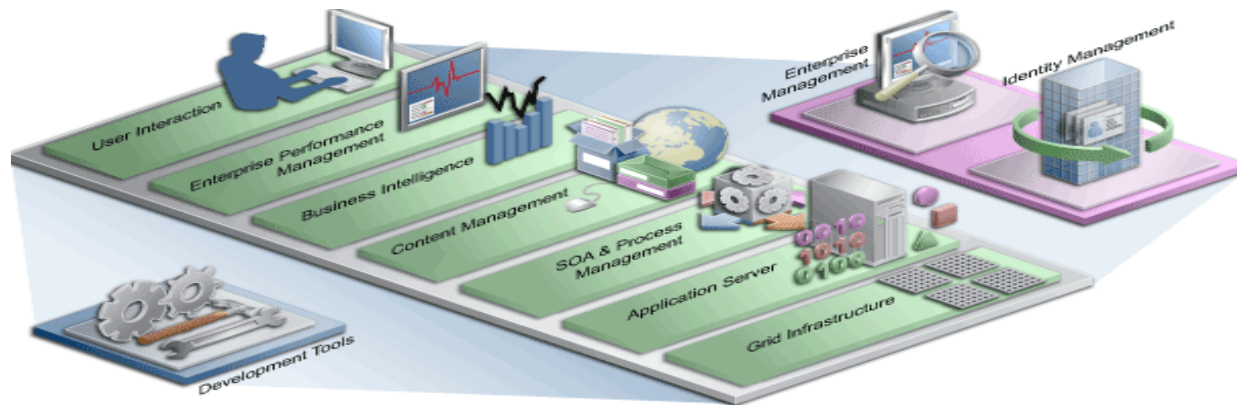 User Interaction
Enterprise Performance
Management
Business Intelligence
Content Management
SOA & Process
Management
Application Server
Grid Infrastructure
Enterprise
Management
Identity Management
Development Tools